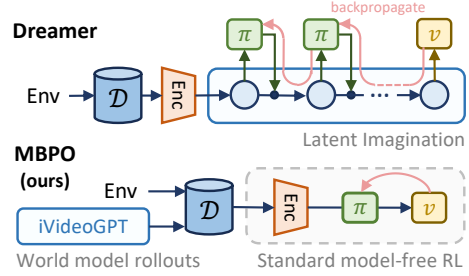 backpropagate
Dreamer
π π v
Env D Enc ...
Latent Imagination
MBPO
(ours)
Env
iVideoGPT D Enc π v
World model rollouts Standard model-free RL